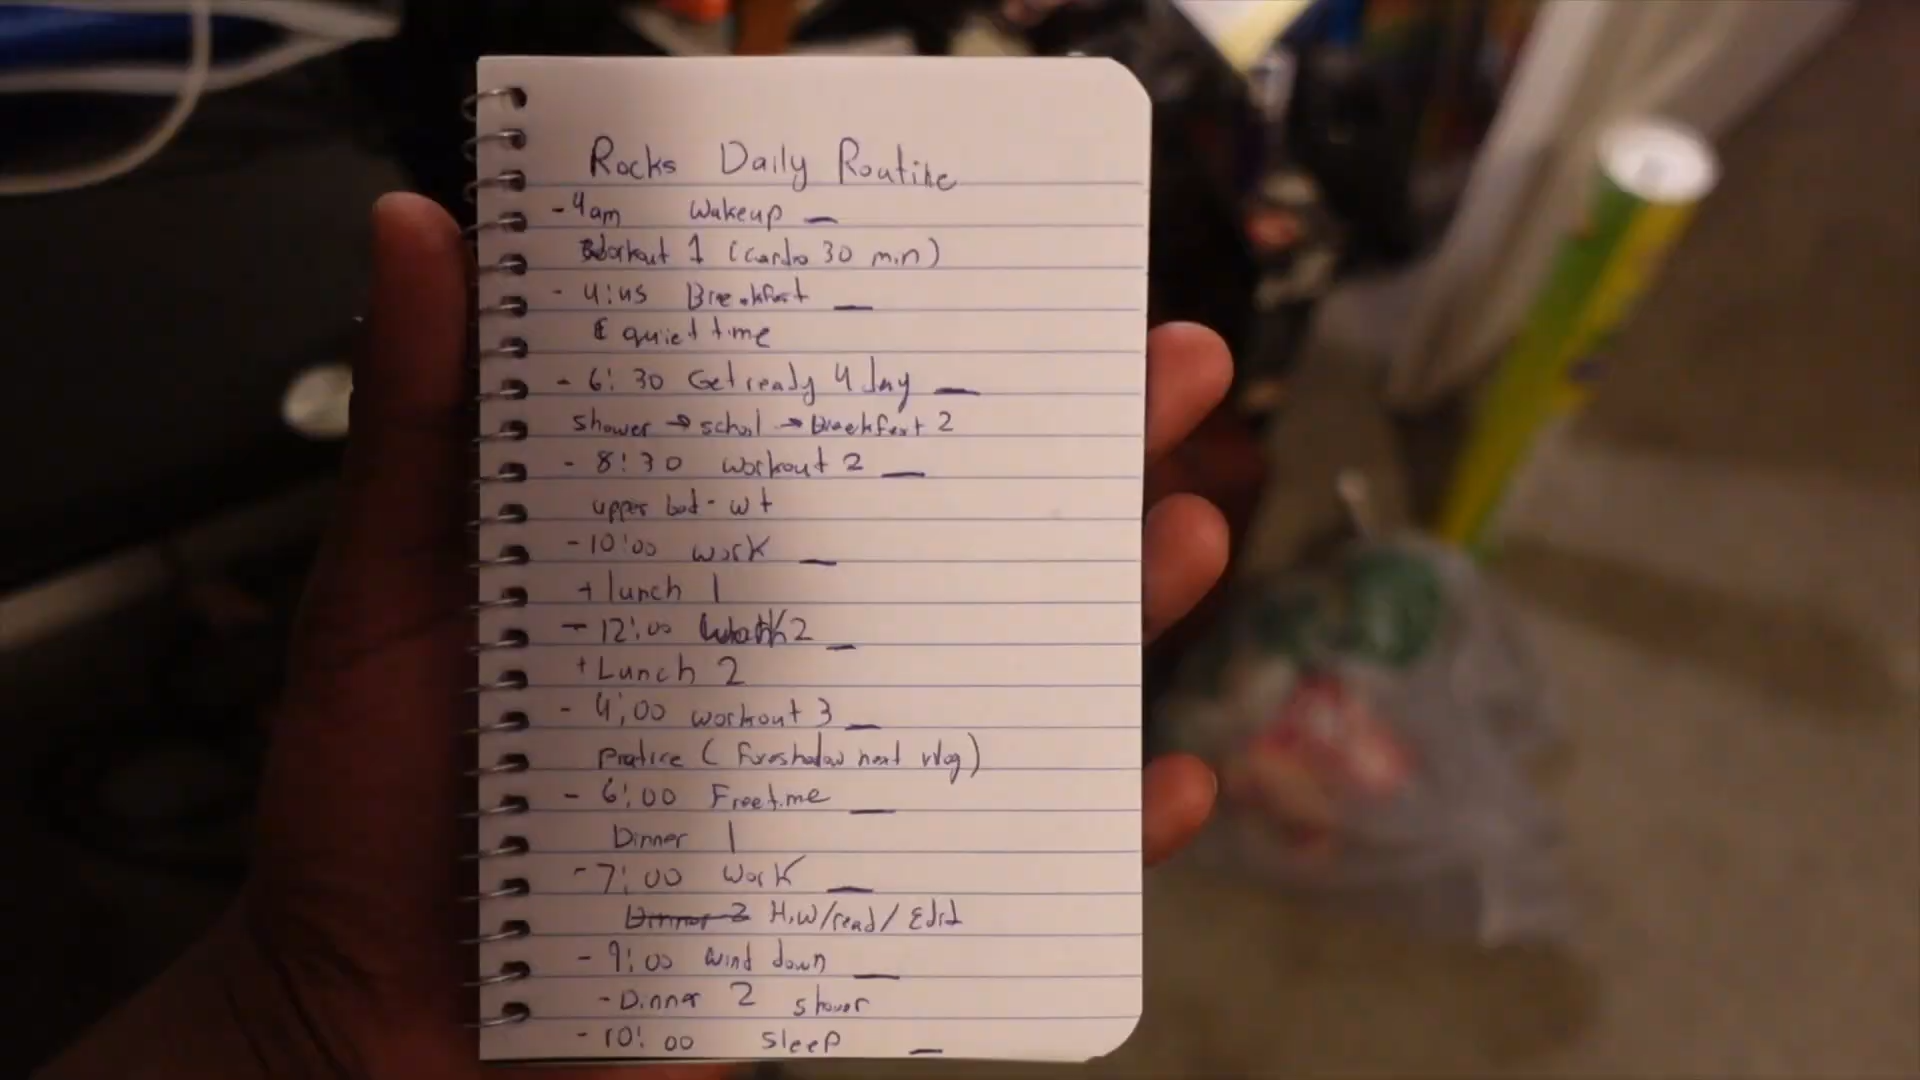 Rocks Daily Routine
- 4am Wakeup _
Workout 1 (Cardio 30 min)
- 4:45 Breakfast _
& quiet time
- 6:30 Get ready 4 day _
shower → school → Breakfast 2
- 8:30 workout 2 _
upper bod - wt
- 10:00 work _
+ lunch 1
- 12:00 2 _
+ Lunch 2
- 4:00 workout 3 _
Pratice (Foreshadow next vlog)
- 6:00 Freetime _
Dinner 1
- 7:00 Work _
Dinner 2 H.W/read/Edit
- 9:00 Wind down _
- Dinner 2 shower
- 10:00 Sleep _